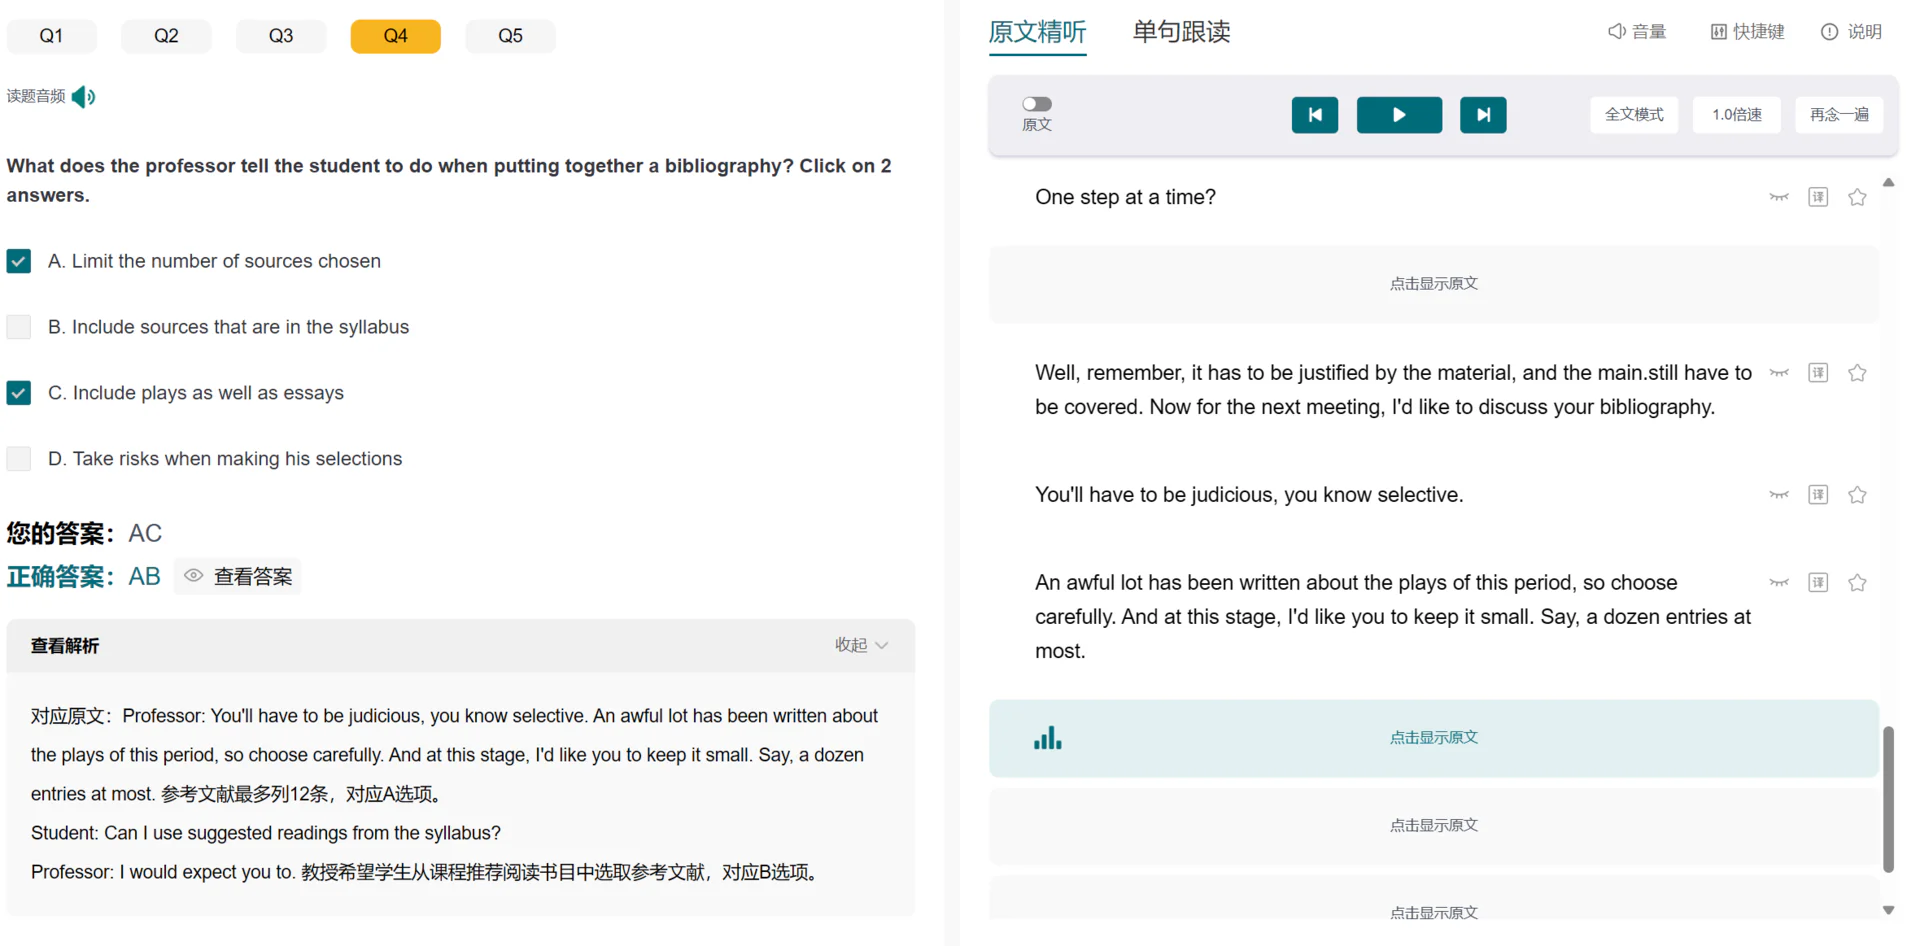 Q1
Q2
Q3
Q4
Q5
读题音频
What does the professor tell the student to do when putting together a bibliography? Click on 2
answers.
A. Limit the number of sources chosen
B. Include sources that are in the syllabus
C. Include plays as well as essays
D. Take risks when making his selections
您的答案： AC
正确答案： AB 查看答案
查看解析 收起
对应原文：Professor: You'll have to be judicious, you know selective. An awful lot has been written about
the plays of this period, so choose carefully. And at this stage, I'd like you to keep it small. Say, a dozen
entries at most. 参考文献最多列12条，对应A选项。
Student: Can I use suggested readings from the syllabus?
Professor: I would expect you to. 教授希望学生从课程推荐阅读书目中选取参考文献，对应B选项。
原文精听
单句跟读
音量
快捷键
说明
原文
全文模式
1.0倍速
再念一遍
One step at a time?
译
点击显示原文
Well, remember, it has to be justified by the material, and the main.still have to
be covered. Now for the next meeting, I'd like to discuss your bibliography.
译
You'll have to be judicious, you know selective.
译
An awful lot has been written about the plays of this period, so choose
carefully. And at this stage, I'd like you to keep it small. Say, a dozen entries at
most.
译
点击显示原文
点击显示原文
点击显示原文